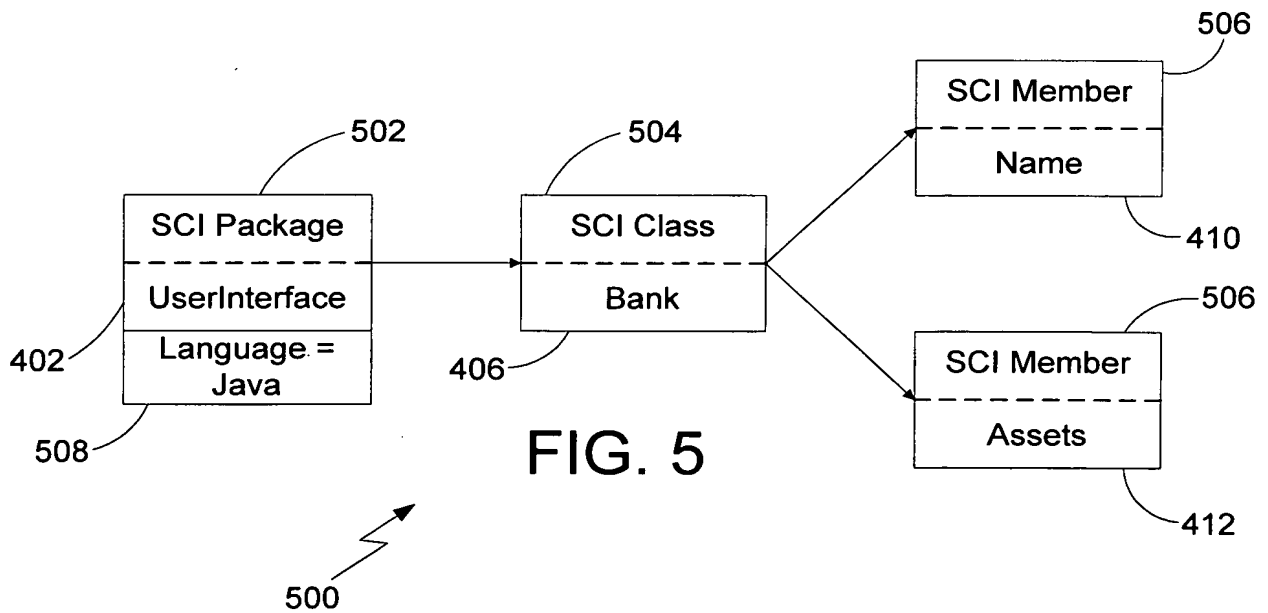 506
SCI Member
Name
410
502
SCI Package
UserInterface
Language =
Java
402
508
504
SCI Class
Bank
406
506
SCI Member
Assets
412
FIG. 5
500